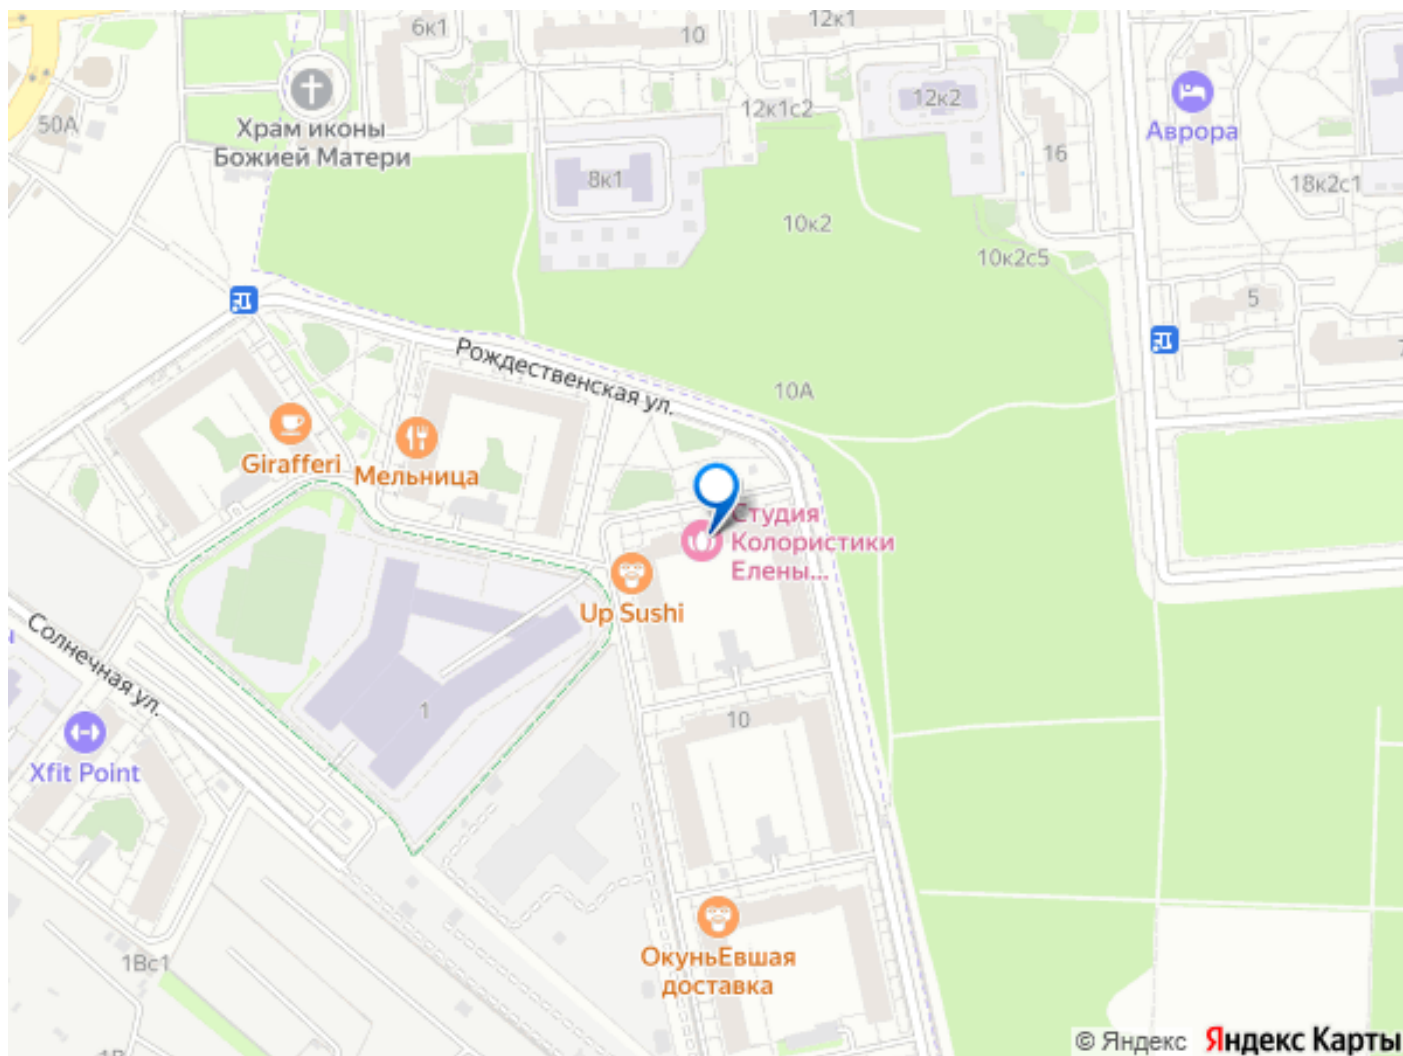 6к1
10
12к1
50А
Храм иконы
Божией Матери
12к1с2
12к2
Аврора
16
8к1
18к2с1
10к2
10к2с5
5
Рождественская ул.
10А
Giraffеri
Мельница
Студия
Колористики
Елены...
Up Sushi
Солнечная ул.
1
10
Xfit Point
ОкуньЕвшая
доставка
1Вс1
© Яндекс Яндекс Карты